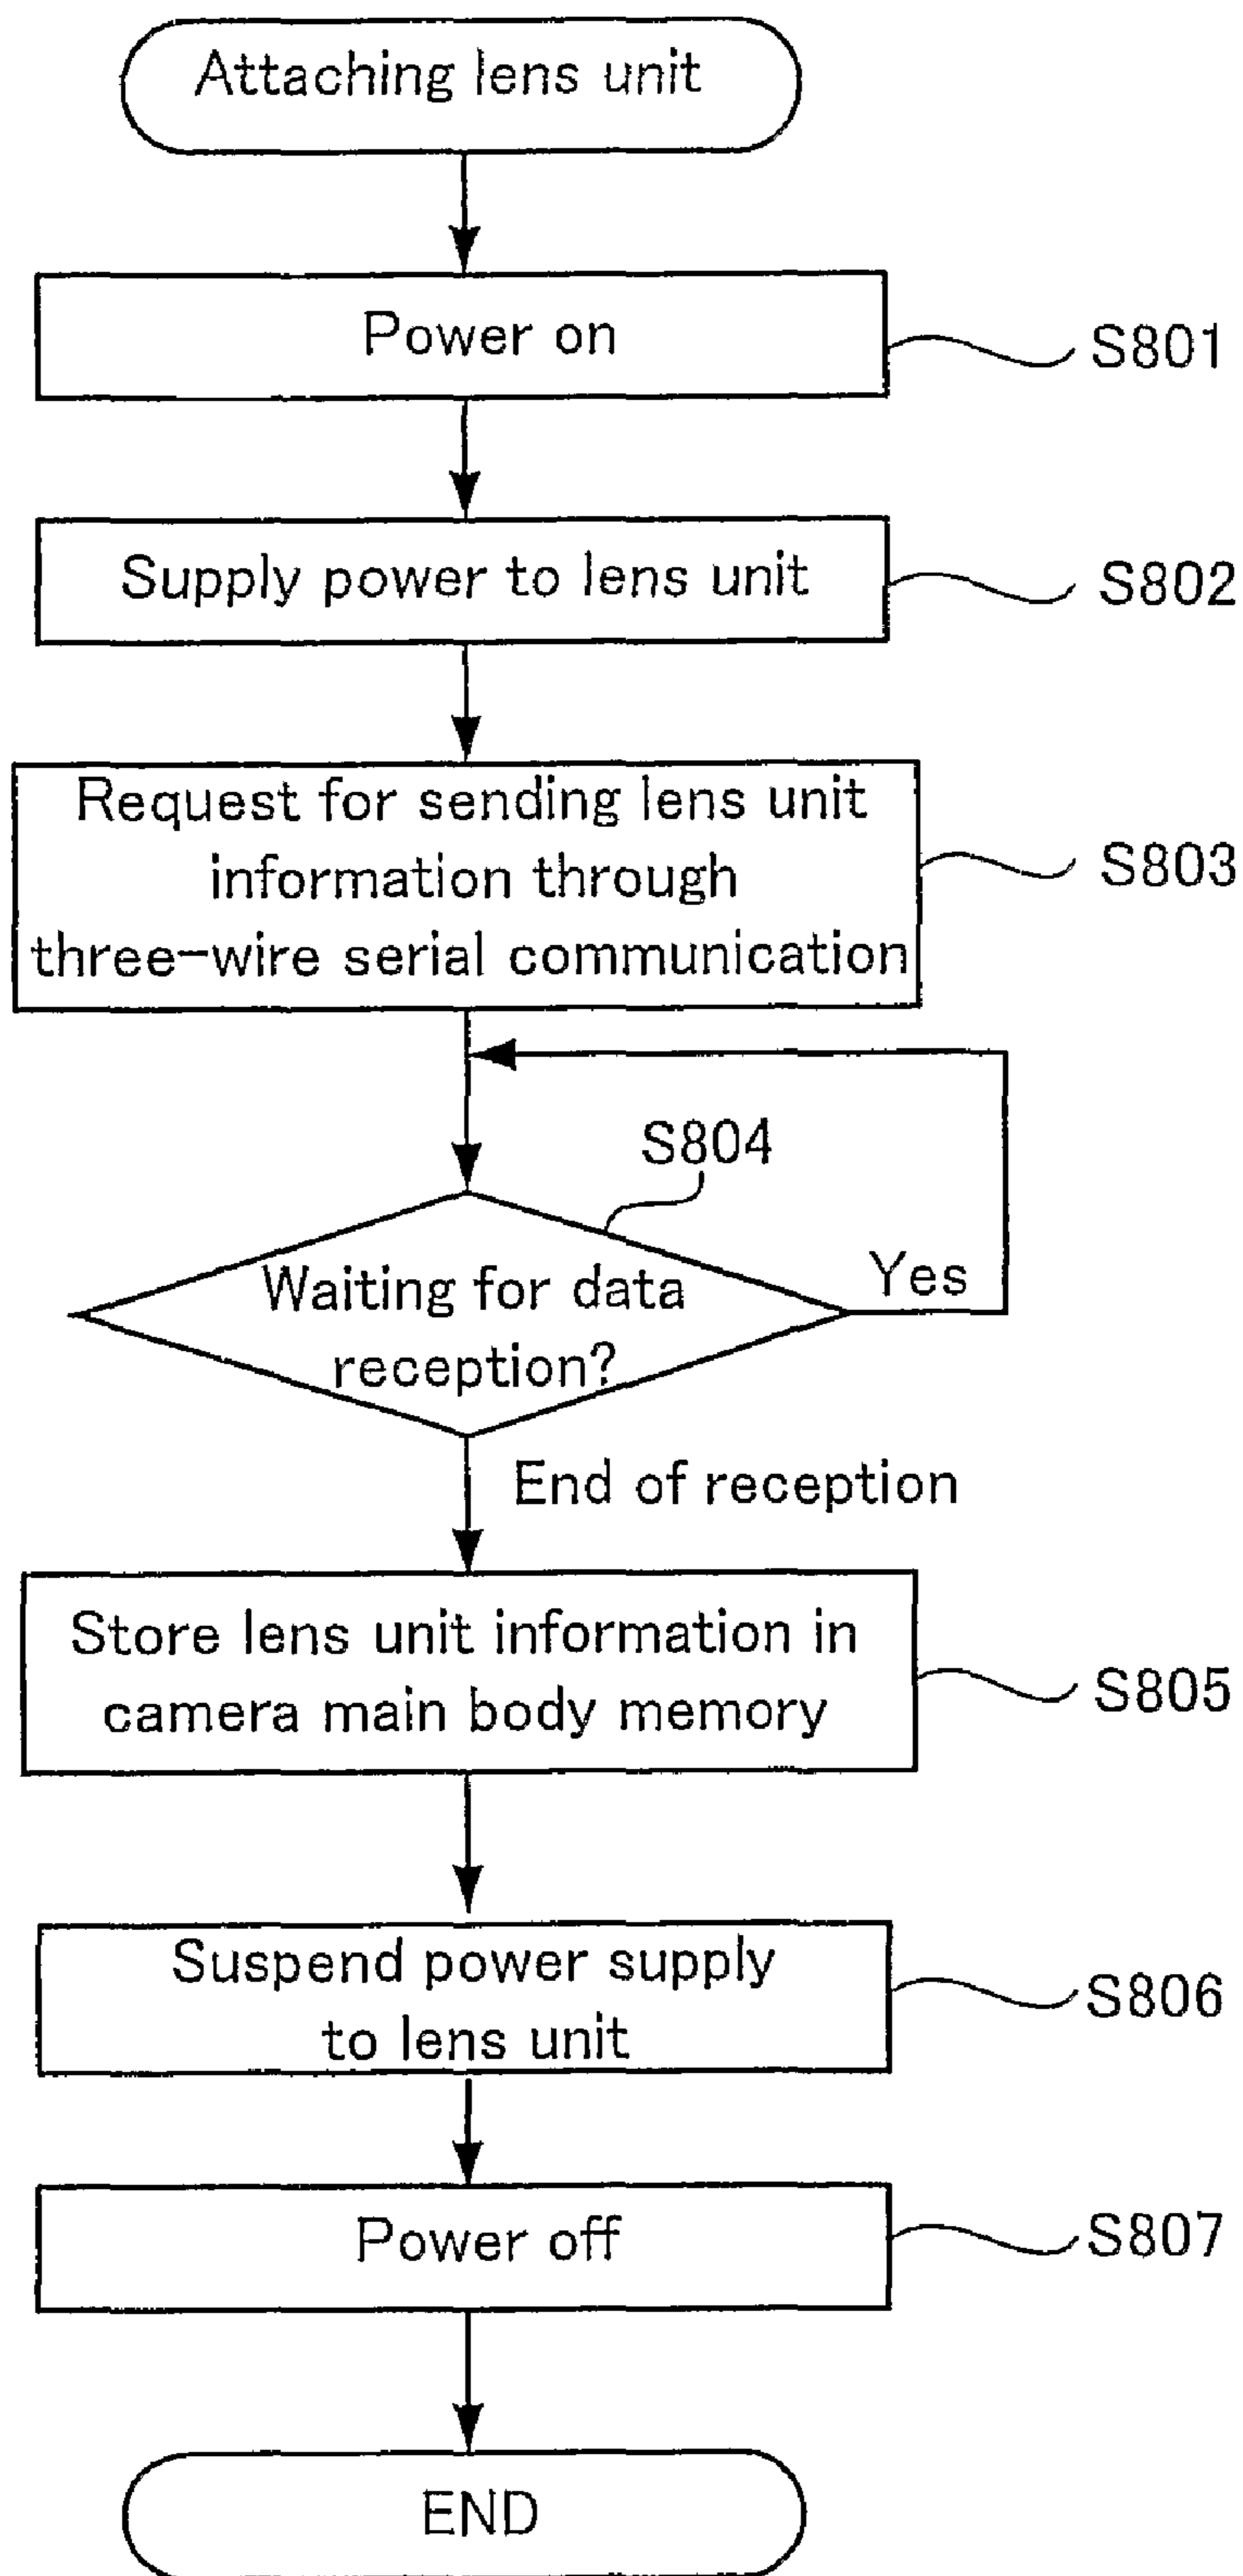 Attaching lens unit
Power on
S801
Supply power to lens unit
S802
Request for sending lens unit
information through
three-wire serial communication
S803
S804
Waiting for data
reception?
Yes
End of reception
Store lens unit information in
camera main body memory
S805
Suspend power supply
to lens unit
S806
Power off
S807
END